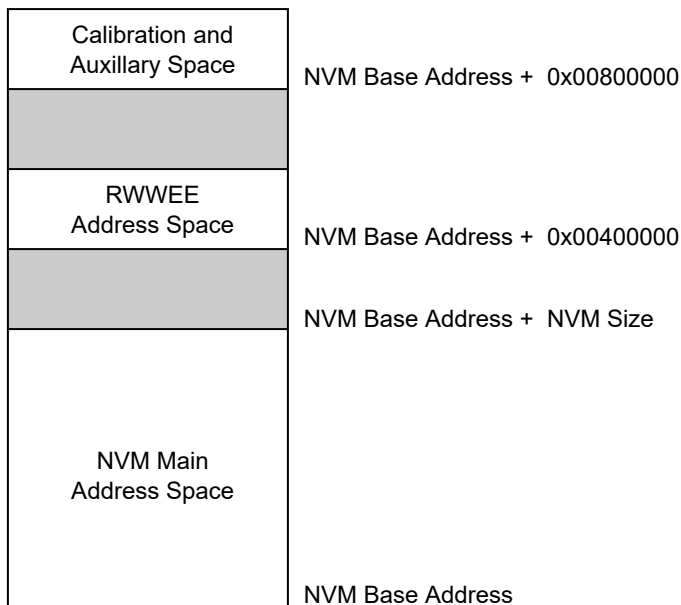 Calibration and
Auxillary Space
NVM Base Address + 0x00800000
RWWEE
Address Space
NVM Base Address + 0x00400000
NVM Base Address + NVM Size
NVM Main
Address Space
NVM Base Address